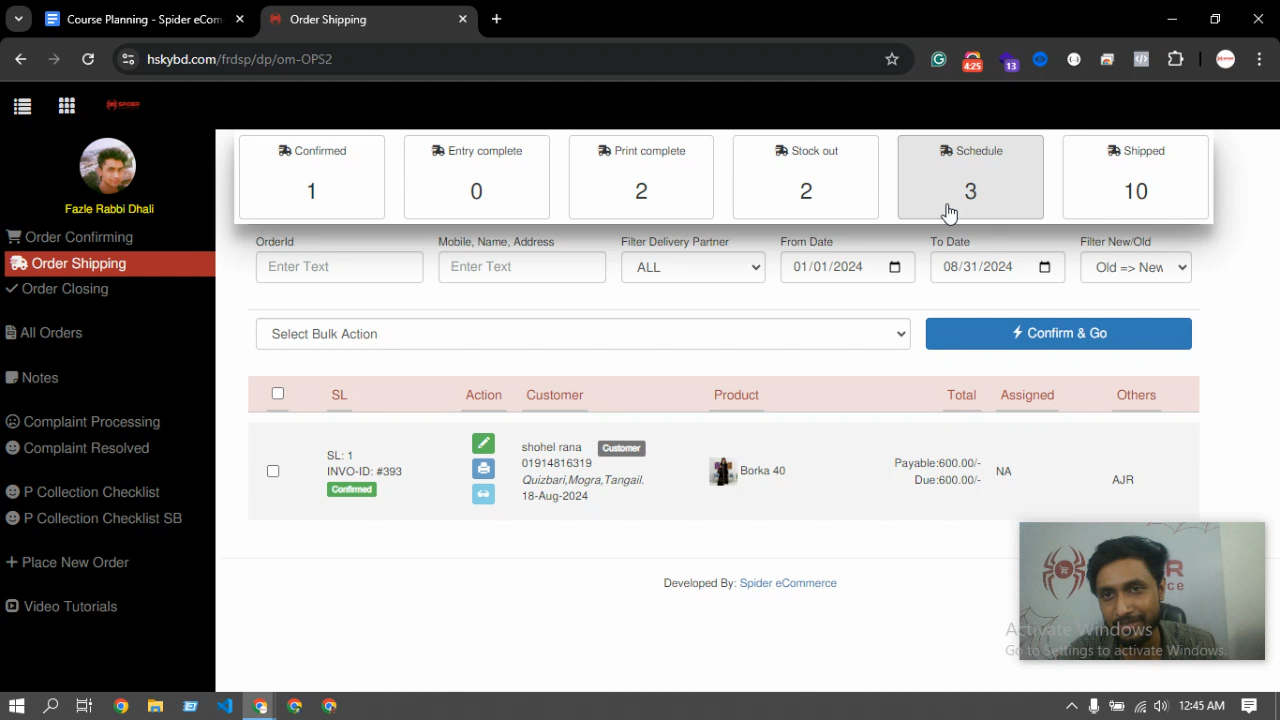 Course Planning - Spider eCom
Order Shipping
hskybd.com/frdsp/dp/om-OPS2
4:25
13
SPIDER
Fazle Rabbi Dhali
Order Confirming
Order Shipping
Order Closing
All Orders
Notes
Complaint Processing
Complaint Resolved
P Collection Checklist
P Collection Checklist SB
Place New Order
Video Tutorials
Confirmed
1
Entry complete
0
Print complete
2
Stock out
2
Schedule
3
Shipped
10
OrderId
Enter Text
Mobile, Name, Address
Enter Text
Filter Delivery Partner
ALL
From Date
01/01/2024
To Date
08/31/2024
Filter New/Old
Old => New
Select Bulk Action
Confirm & Go
SL Action Customer Product Total Assigned Others
SL: 1
INVO-ID: #393
Confirmed
shohel rana Customer
01914816319
Quizbari,Mogra,Tangail.
18-Aug-2024
Borka 40
Payable:600.00/-
Due:600.00/-
NA
AJR
Developed By: Spider eCommerce
Activate Windows
Go to Settings to activate Windows.
12:45 AM